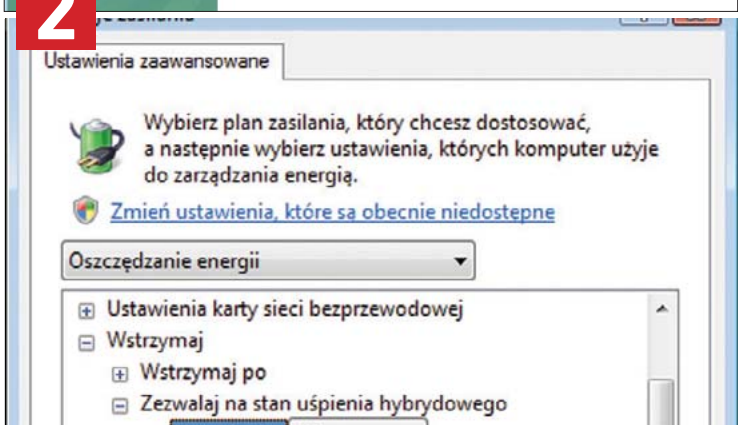 2
Ustawienia zaawansowane
Wybierz plan zasilania, który chcesz dostosować,
a następnie wybierz ustawienia, których komputer użyje
do zarządzania energią.
Zmień ustawienia, które są obecnie niedostępne
Oszczędzanie energii
Ustawienia karty sieci bezprzewodowej
Wstrzymaj
Wstrzymaj po
Zezwalaj na stan uśpienia hybrydowego